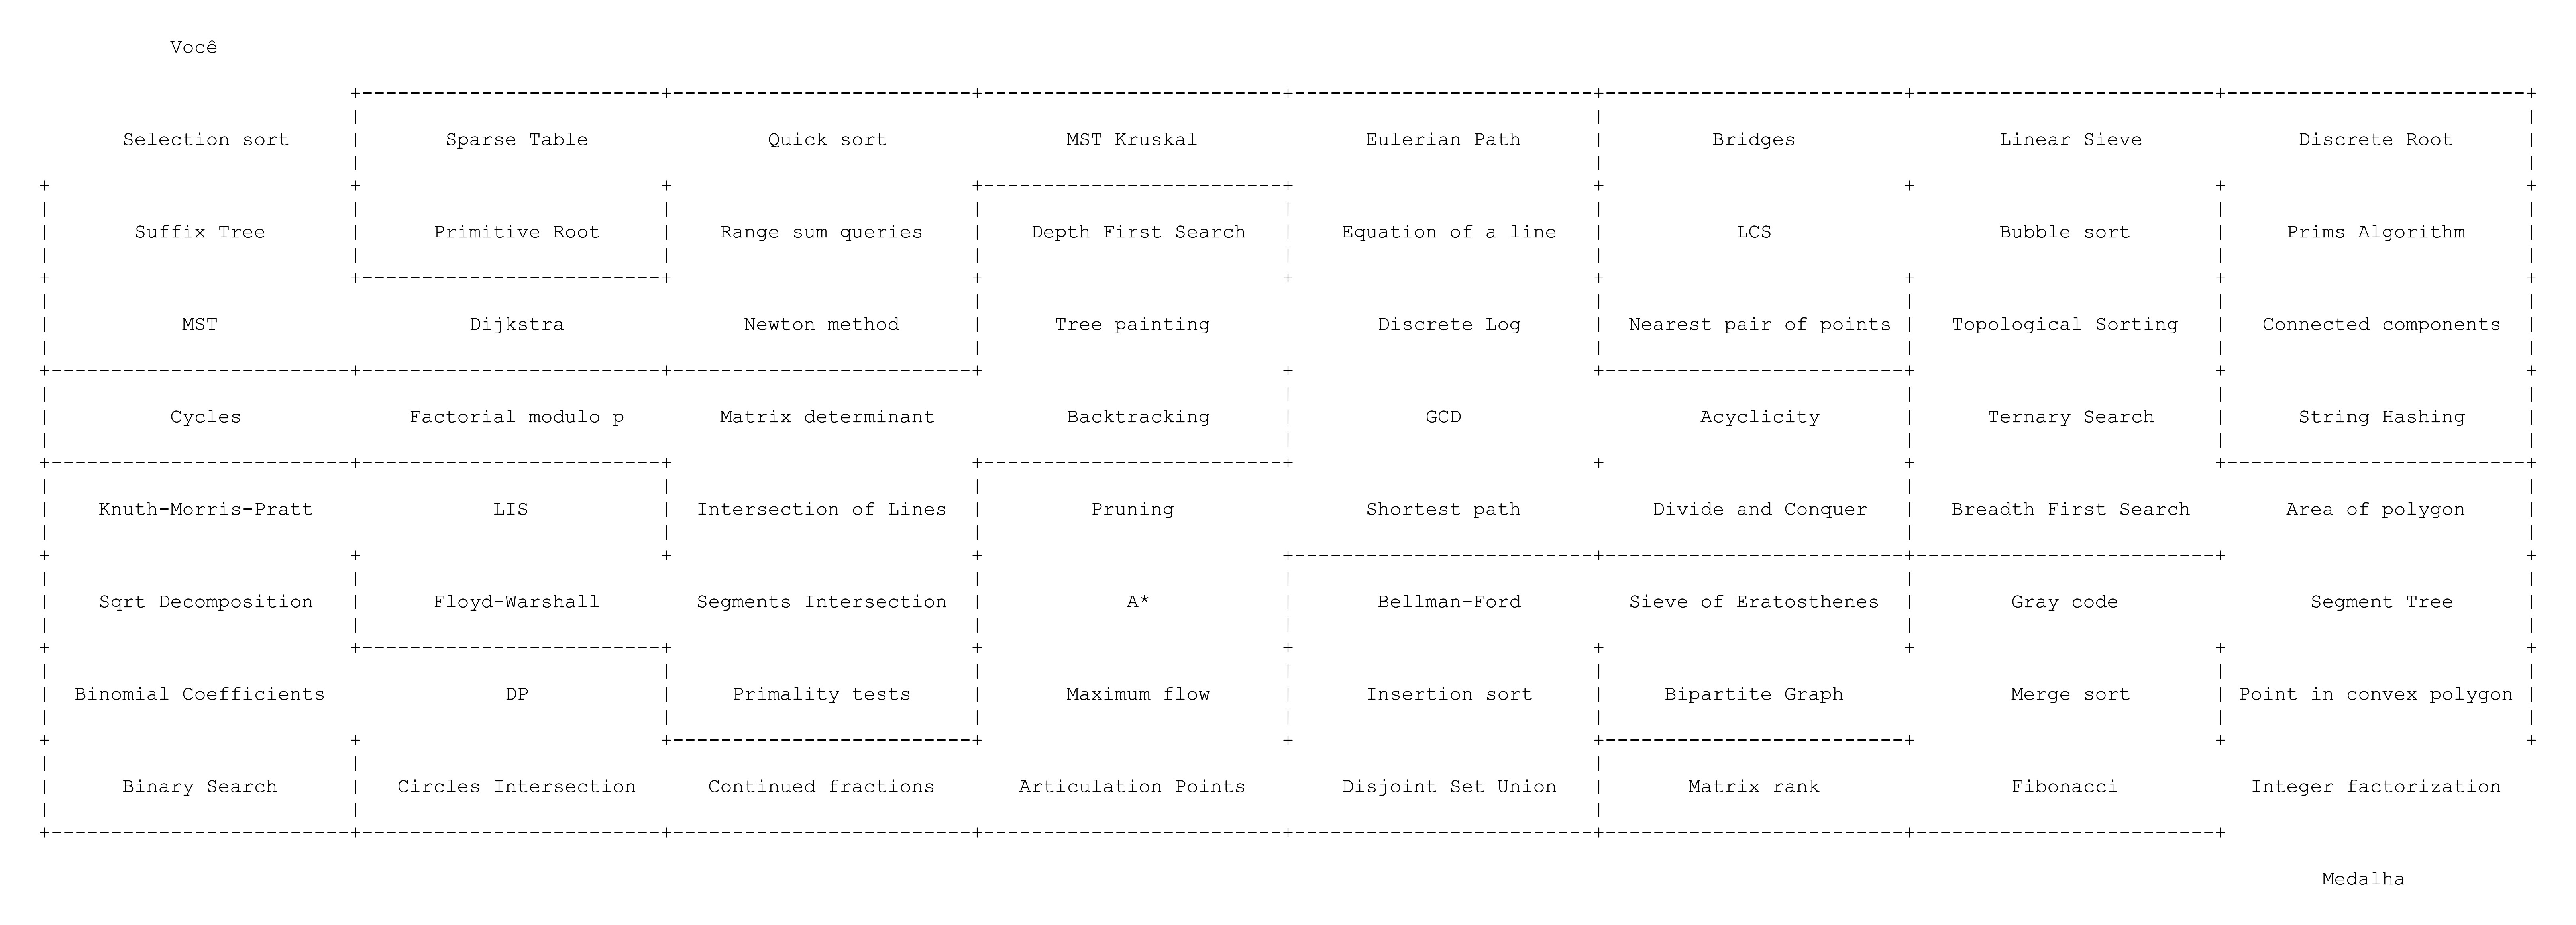 Você
Selection sort Sparse Table Quick sort MST Kruskal Eulerian Path Bridges Linear Sieve Discrete Root
Suffix Tree Primitive Root Range sum queries Depth First Search Equation of a line LCS Bubble sort Prims Algorithm
MST Dijkstra Newton method Tree painting Discrete Log Nearest pair of points Topological Sorting Connected components
Cycles Factorial modulo p Matrix determinant Backtracking GCD Acyclicity Ternary Search String Hashing
Knuth-Morris-Pratt LIS Intersection of Lines Pruning Shortest path Divide and Conquer Breadth First Search Area of polygon
Sqrt Decomposition Floyd-Warshall Segments Intersection A* Bellman-Ford Sieve of Eratosthenes Gray code Segment Tree
Binomial Coefficients DP Primality tests Maximum flow Insertion sort Bipartite Graph Merge sort Point in convex polygon
Binary Search Circles Intersection Continued fractions Articulation Points Disjoint Set Union Matrix rank Fibonacci Integer factorization
Medalha